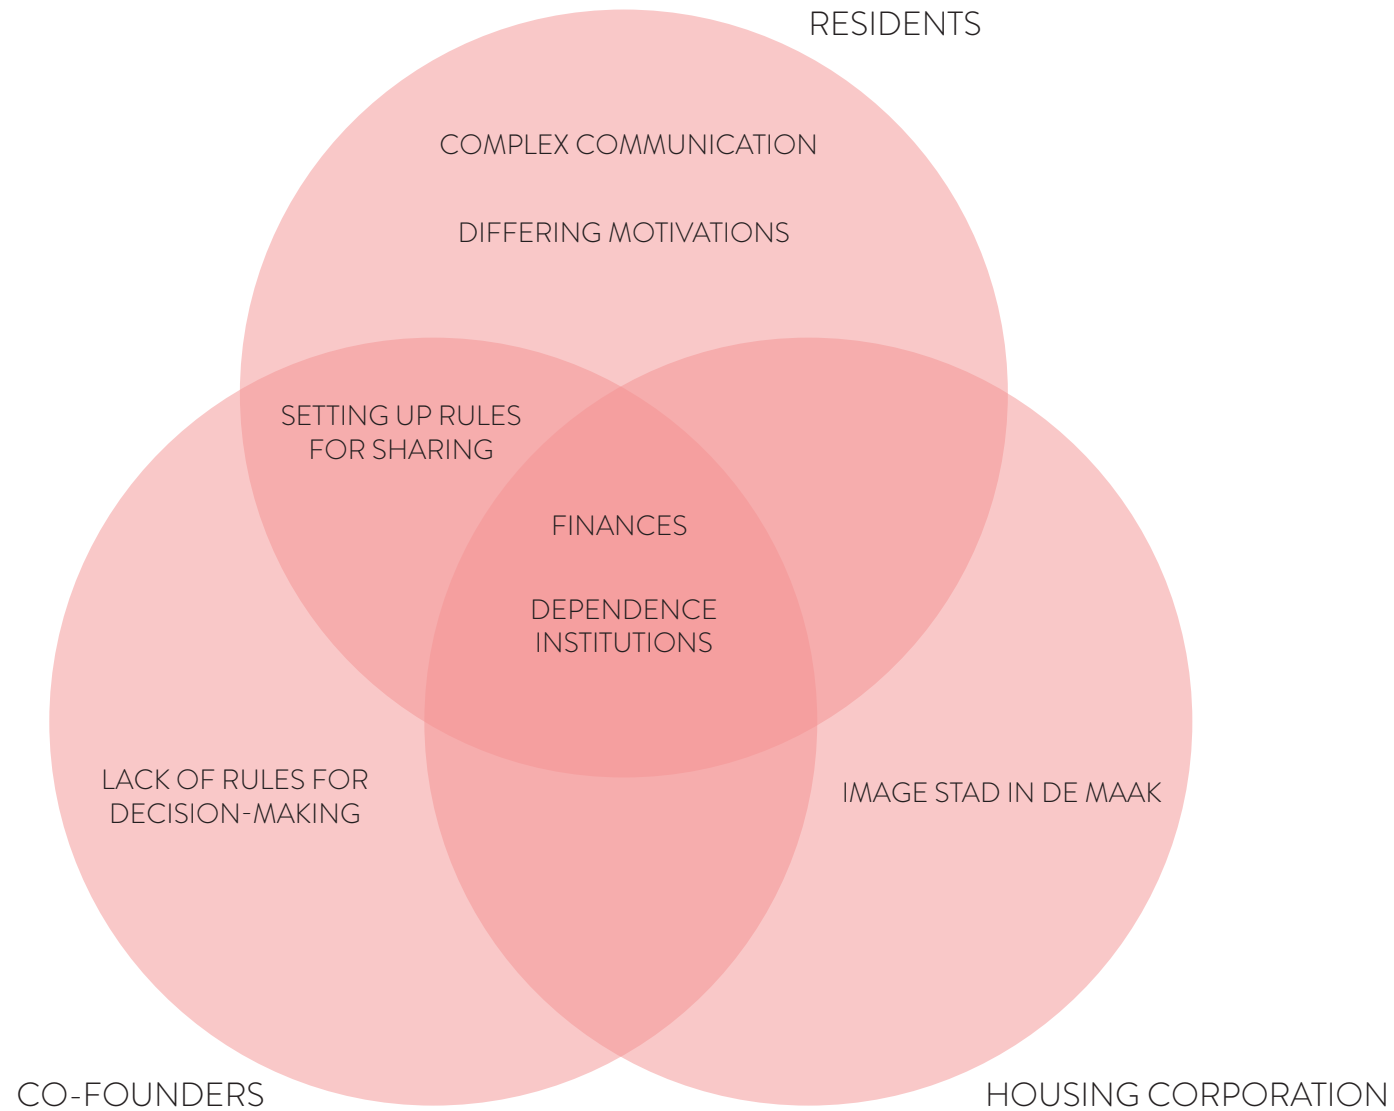 RESIDENTS
COMPLEX COMMUNICATION
DIFFERING MOTIVATIONS
SETTING UP RULES
FOR SHARING
FINANCES
DEPENDENCE
INSTITUTIONS
LACK OF RULES FOR
DECISION-MAKING
IMAGE STAD IN DE MAAK
CO-FOUNDERS
HOUSING CORPORATION